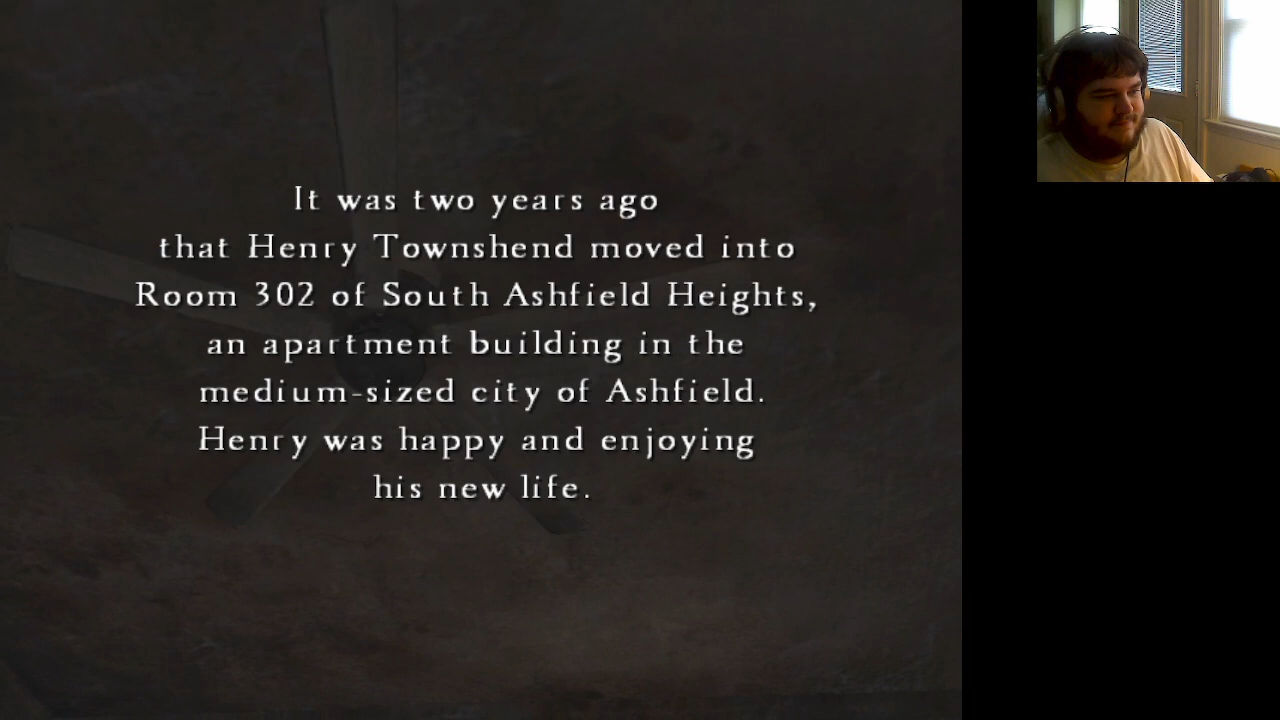 It was two years ago
that Henry Townshend moved into
Room 302 of South Ashfield Heights,
an apartment building in the
medium-sized city of Ashfield.
Henry was happy and enjoying
his new life.